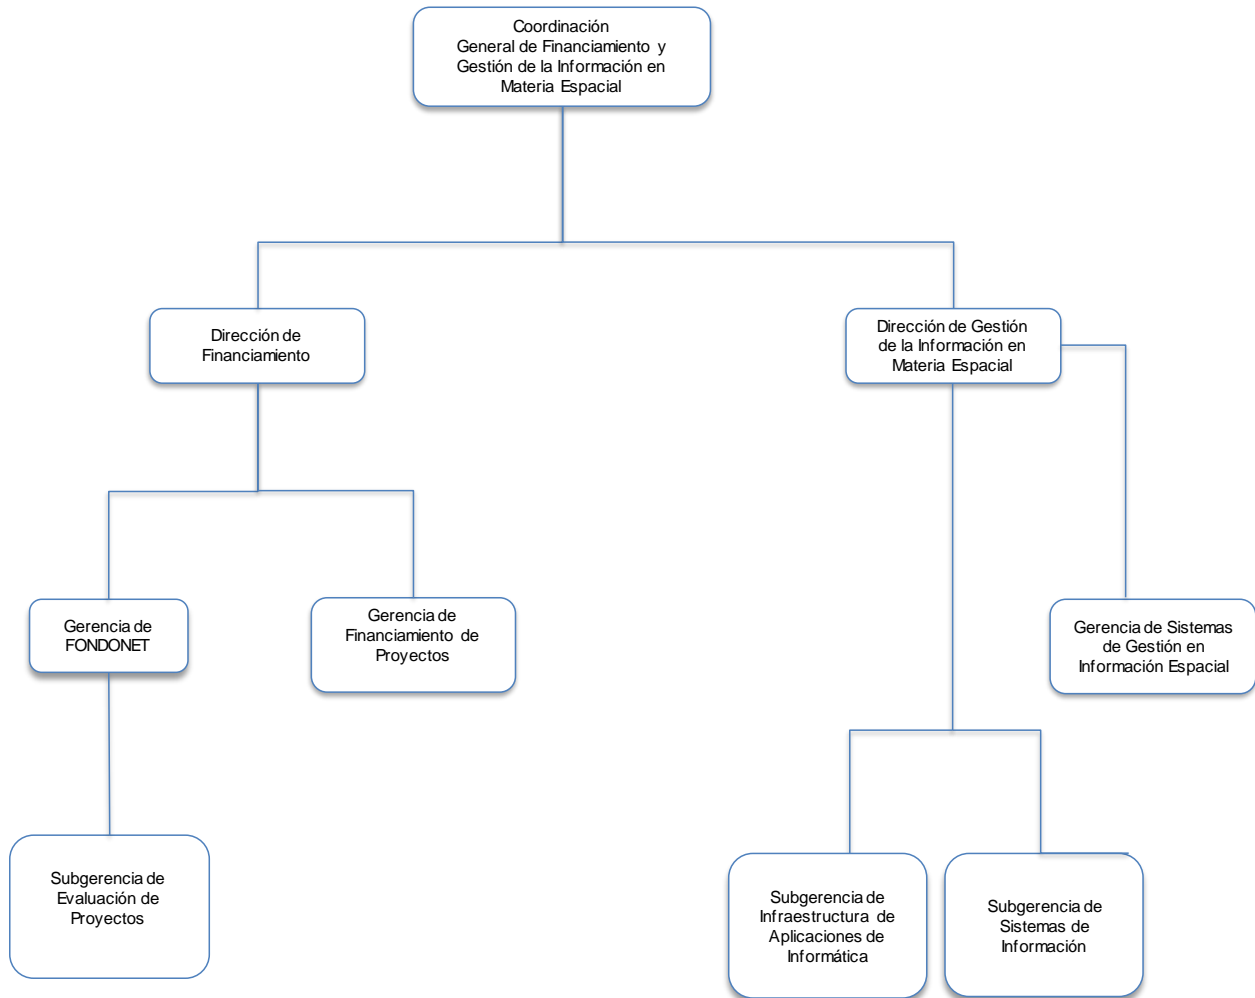 Coordinación
General de Financiamiento y
Gestión de la Información en
Materia Espacial
Dirección de
Financiamiento
Dirección de Gestión
de la Información en
Materia Espacial
Gerencia de
FONDONET
Gerencia de
Financiamiento de
Proyectos
Gerencia de Sistemas
de Gestión en
Información Espacial
Subgerencia de
Evaluación de
Proyectos
Subgerencia de
Infraestructura de
Aplicaciones de
Informática
Subgerencia de
Sistemas de
Información